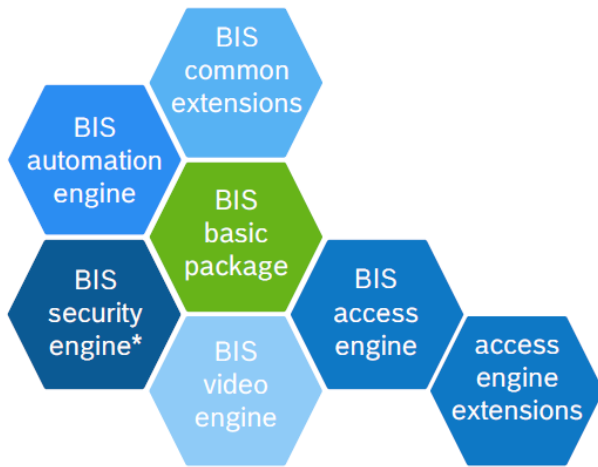 BIS
common
extensions
BIS
automation
engine
BIS
basic
package
BIS
security
engine*
BIS
access
engine
BIS
video
engine
access
engine
extensions